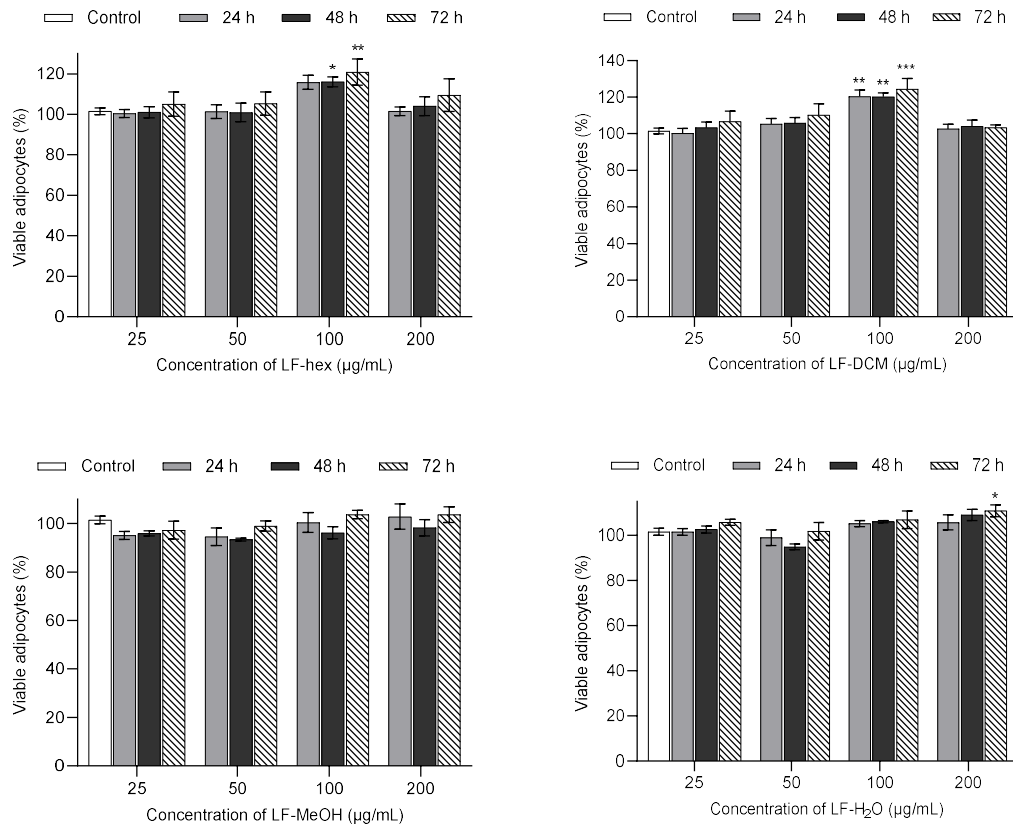 Control 24 h 48 h 72 h
**
*
120
100
80
60
40
20
0
Viable adipocytes (%)
25 50 100 200
Concentration of LF-hex (µg/mL)
Control 24 h 48 h 72 h
** ** ***
140
120
100
80
60
40
20
0
Viable adipocytes (%)
25 50 100 200
Concentration of LF-DCM (µg/mL)
Control 24 h 48 h 72 h
100
80
60
40
20
0
Viable adipocytes (%)
25 50 100 200
Concentration of LF-MeOH (µg/mL)
Control 24 h 48 h 72 h
*
100
80
60
40
20
0
Viable adipocytes (%)
25 50 100 200
Concentration of LF-H₂O (µg/mL)